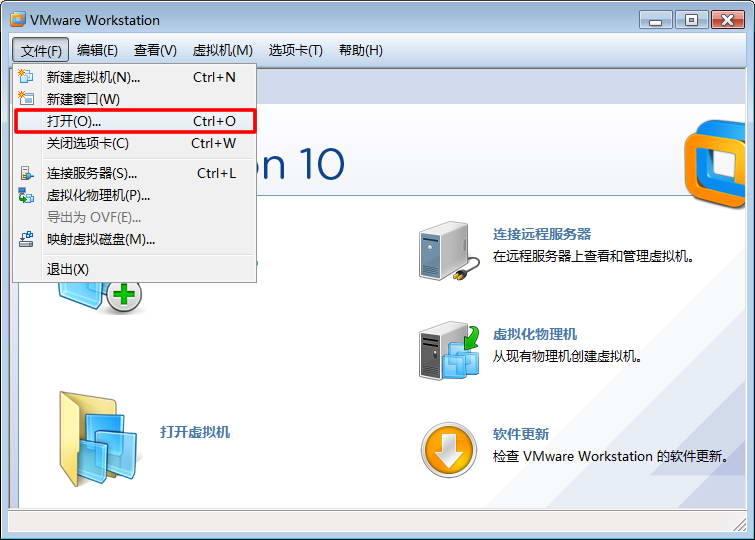 VMware Workstation
文件(F) 编辑(E) 查看(V) 虚拟机(M) 选项卡(T) 帮助(H)
新建虚拟机(N)... Ctrl+N
新建窗口(W)
打开(O)... Ctrl+O
关闭选项卡(C) Ctrl+W
连接服务器(S)... Ctrl+L
虚拟化物理机(P)...
导出为 OVF(E)...
映射虚拟磁盘(M)...
退出(X)
on 10
连接远程服务器
在远程服务器上查看和管理虚拟机。
虚拟化物理机
从现有物理机创建虚拟机。
打开虚拟机
软件更新
检查 VMware Workstation 的软件更新。